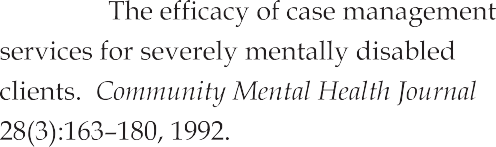 The efficacy of case management
services for severely mentally disabled
clients. Community Mental Health Journal
28(3):163–180, 1992.